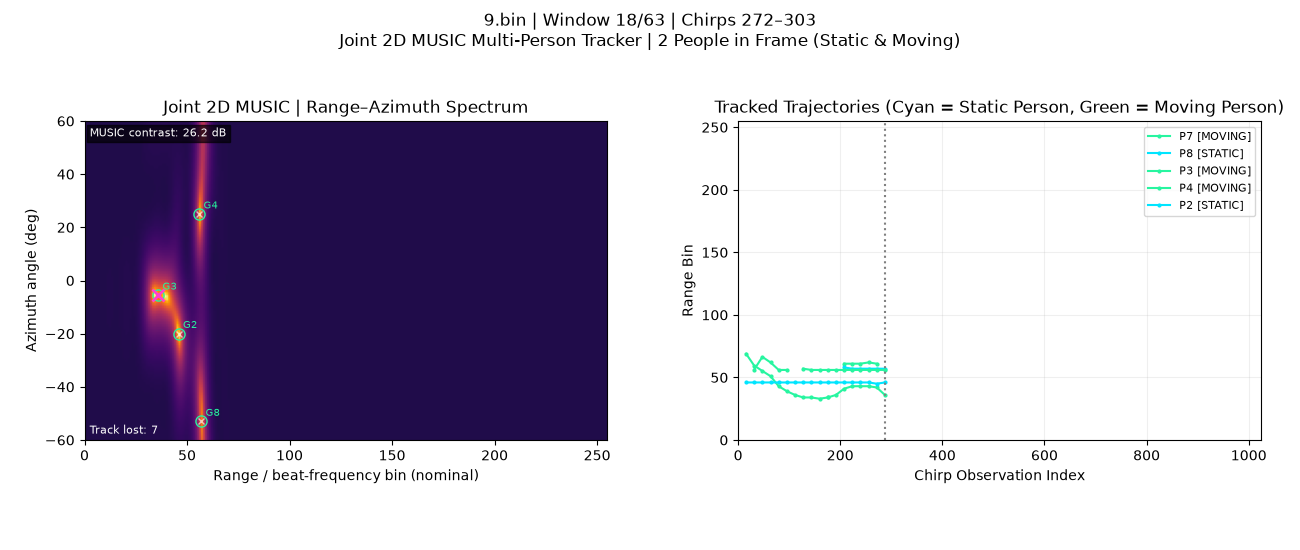 9.bin | Window 18/63 | Chirps 272–303
Joint 2D MUSIC Multi-Person Tracker | 2 People in Frame (Static & Moving)
Joint 2D MUSIC | Range–Azimuth Spectrum
MUSIC contrast: 26.2 dB
G4
G3
G2
G8
Track lost: 7
60
40
20
0
−20
−40
−60
Azimuth angle (deg)
0
50
100
150
200
250
Range / beat-frequency bin (nominal)
Tracked Trajectories (Cyan = Static Person, Green = Moving Person)
P7 [MOVING]
P8 [STATIC]
P3 [MOVING]
P4 [MOVING]
P2 [STATIC]
250
200
150
100
50
0
Range Bin
0
200
400
600
800
1000
Chirp Observation Index